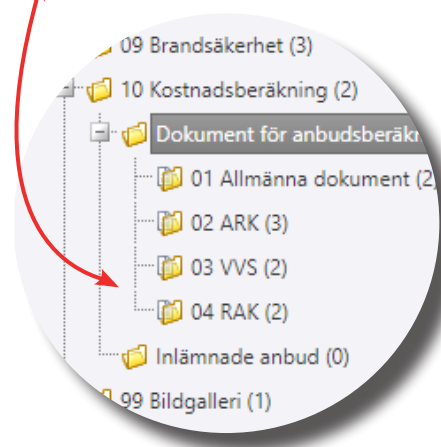 09 Brandsäkerhet (3)
10 Kostnadsberäkning (2)
Dokument för
01 Allmänna dokument (2)
02 ARK (3)
03 VVS (2)
04 RAK (2)
Inlämnade anbud (0)
99 Bildgalleri (1)